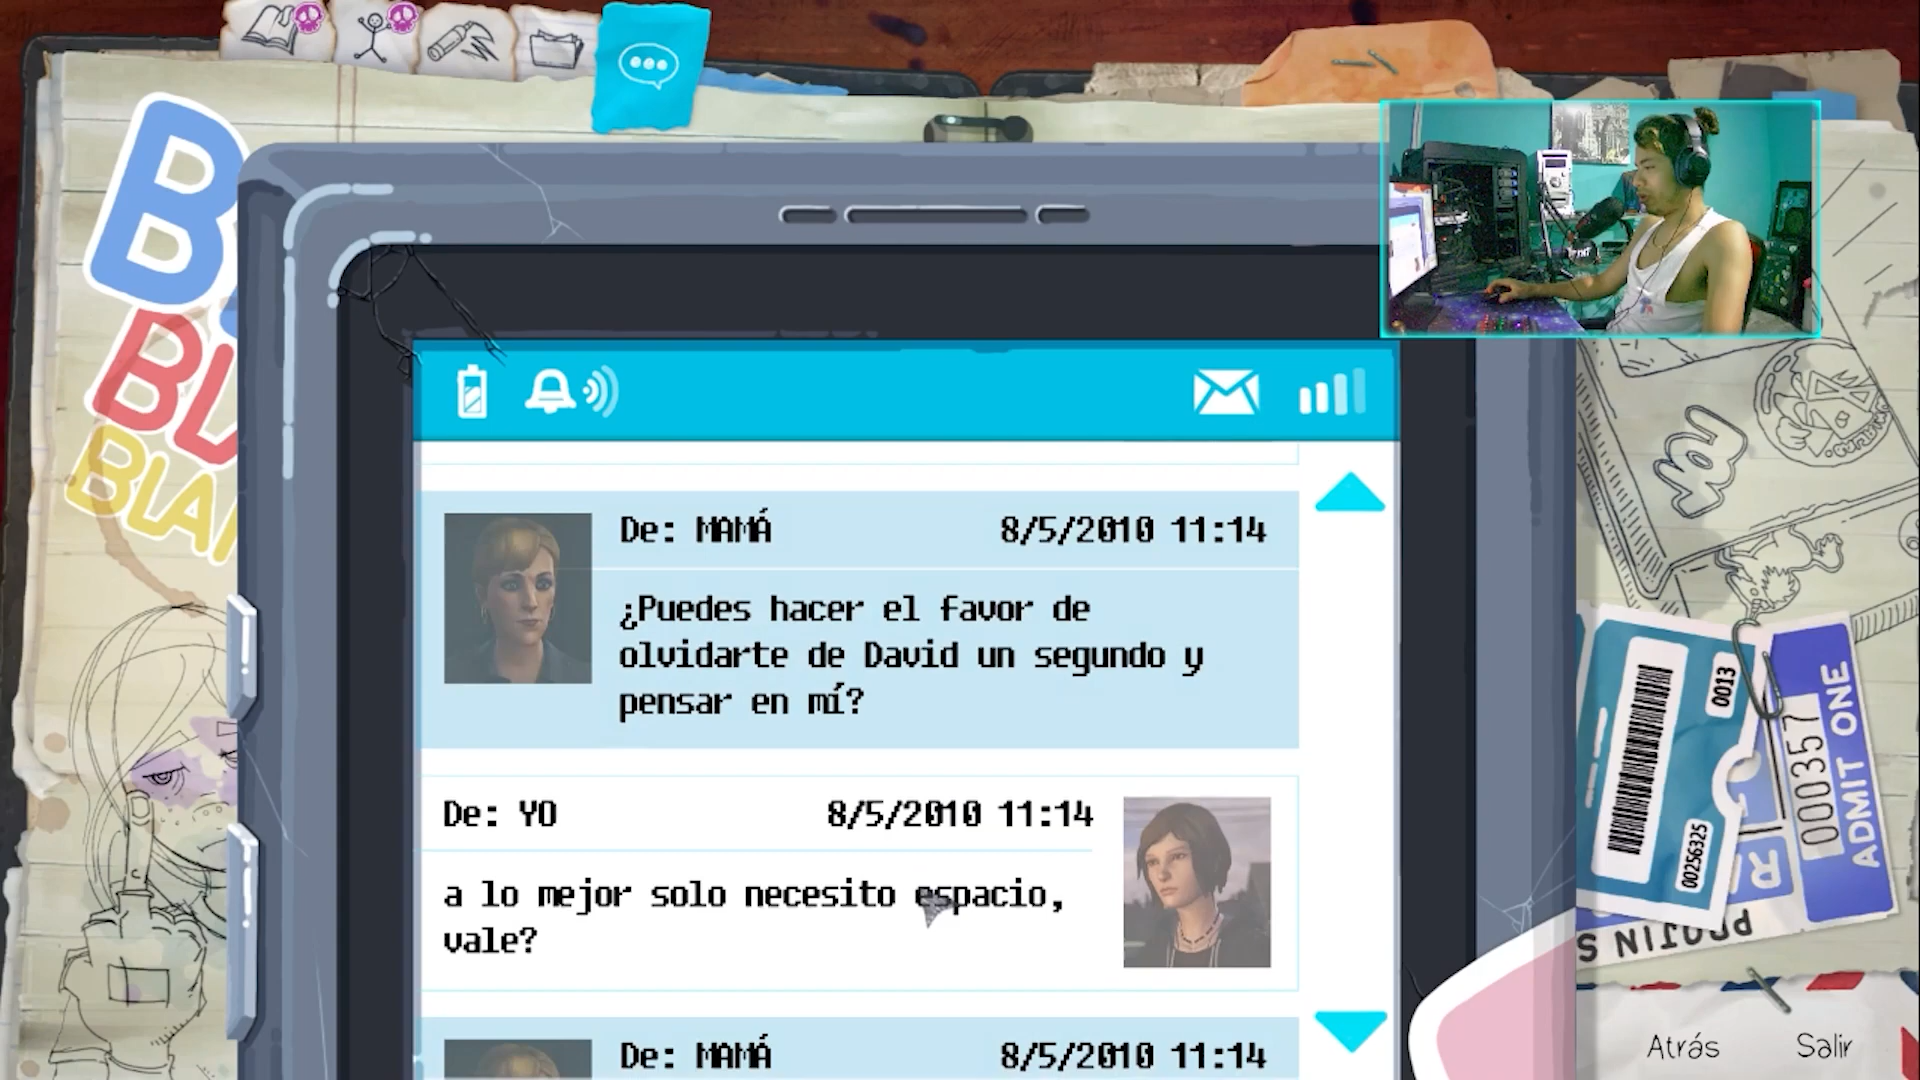 De: MAMÁ 8/5/2010 11:14
¿Puedes hacer el favor de
olvidarte de David un segundo y
pensar en mí?
De: YO 8/5/2010 11:14
a lo mejor solo necesito espacio,
vale?
De: MAMÁ 8/5/2010 11:14
0013
00256325
000357
ADMIT ONE
Atrás
Salir